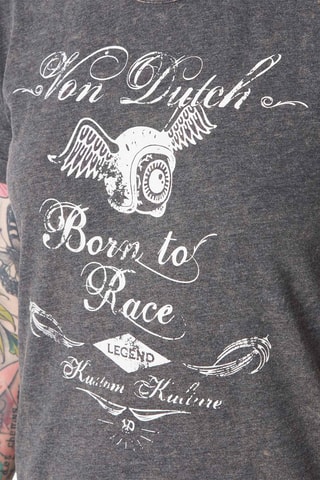 Von Dutch
Born to
Race
LEGEND
Kustom Kulture